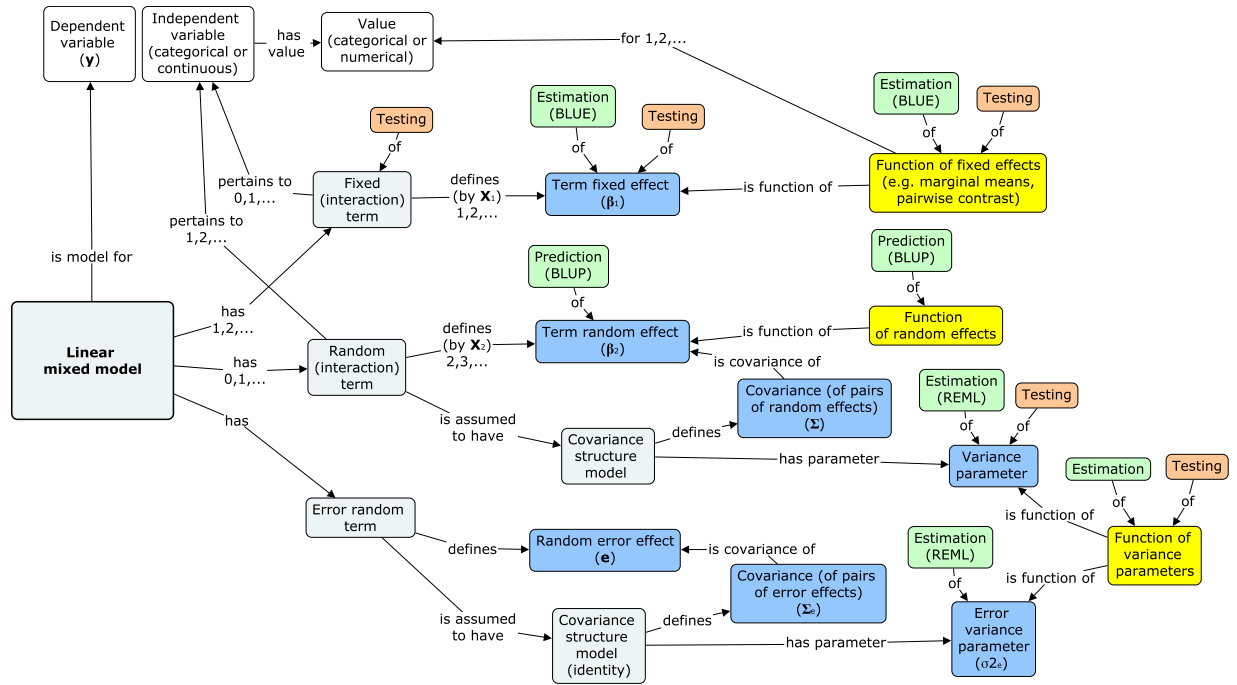 Dependent
variable
(y)
Independent
variable
(categorical or
continuous)
has
value
Value
(categorical or
numerical)
for 1,2,...
Estimation
(BLUE)
Testing
of
of
Function of fixed effects
(e.g. marginal means,
pairwise contrast)
Testing
of
Estimation
(BLUE)
Testing
of
of
pertains to
0,1,...
Fixed
(interaction)
term
defines
(by X₁)
1,2,...
Term fixed effect
(β₁)
is function of
pertains to
1,2,...
is model for
Prediction
(BLUP)
of
Prediction
(BLUP)
of
Linear
mixed model
has
1,2,...
has
0,1,...
has
Random
(interaction)
term
defines
(by X₂)
2,3,...
Term random effect
(β₂)
is function of
Function
of random effects
is covariance of
Covariance (of pairs
of random effects)
(Σ)
is assumed
to have
Covariance
structure
model
defines
has parameter
Estimation
(REML)
Testing
of
of
Variance
parameter
Estimation
Testing
of
of
is function of
Function of
variance
parameters
is function of
Error random
term
defines
Random error effect
(e)
is covariance of
Covariance (of pairs
of error effects)
(Σₑ)
Estimation
(REML)
of
is assumed
to have
Covariance
structure
model
(identity)
defines
has parameter
Error
variance
parameter
(σ2ₑ)